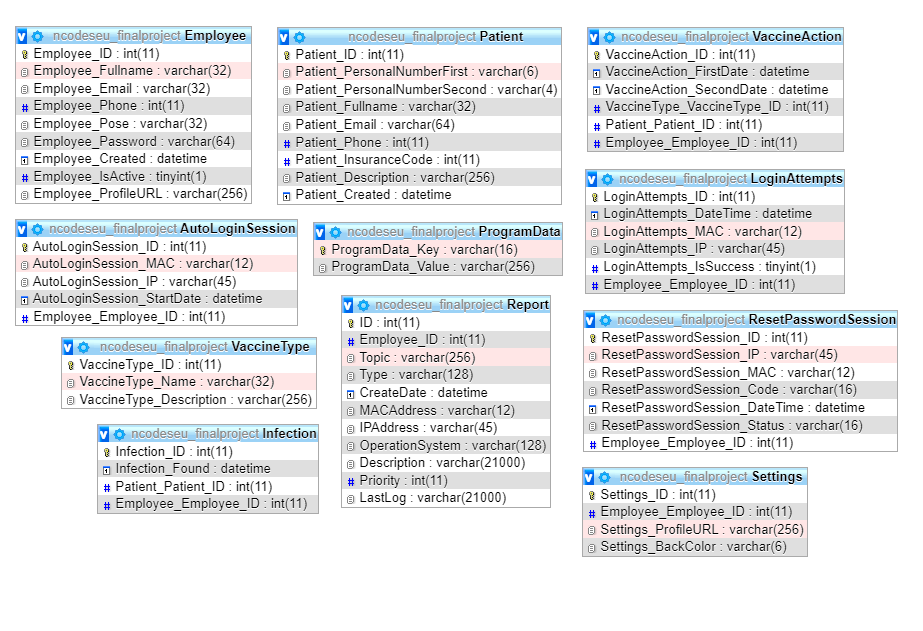 ncodeseu_finalproject Employee
Employee_ID : int(11)
Employee_Fullname : varchar(32)
Employee_Email : varchar(32)
Employee_Phone : int(11)
Employee_Pose : varchar(32)
Employee_Password : varchar(64)
Employee_Created : datetime
Employee_IsActive : tinyint(1)
Employee_ProfileURL : varchar(256)
ncodeseu_finalproject Patient
Patient_ID : int(11)
Patient_PersonalNumberFirst : varchar(6)
Patient_PersonalNumberSecond : varchar(4)
Patient_Fullname : varchar(32)
Patient_Email : varchar(64)
Patient_Phone : int(11)
Patient_InsuranceCode : int(11)
Patient_Description : varchar(256)
Patient_Created : datetime
ncodeseu_finalproject VaccineAction
VaccineAction_ID : int(11)
VaccineAction_FirstDate : datetime
VaccineAction_SecondDate : datetime
VaccineType_VaccineType_ID : int(11)
Patient_Patient_ID : int(11)
Employee_Employee_ID : int(11)
ncodeseu_finalproject LoginAttempts
LoginAttempts_ID : int(11)
LoginAttempts_DateTime : datetime
LoginAttempts_MAC : varchar(12)
LoginAttempts_IP : varchar(45)
LoginAttempts_IsSuccess : tinyint(1)
Employee_Employee_ID : int(11)
ncodeseu_finalproject AutoLoginSession
AutoLoginSession_ID : int(11)
AutoLoginSession_MAC : varchar(12)
AutoLoginSession_IP : varchar(45)
AutoLoginSession_StartDate : datetime
Employee_Employee_ID : int(11)
ncodeseu_finalproject ProgramData
ProgramData_Key : varchar(16)
ProgramData_Value : varchar(256)
ncodeseu_finalproject Report
ID : int(11)
Employee_ID : int(11)
Topic : varchar(256)
Type : varchar(128)
CreateDate : datetime
MACAddress : varchar(12)
IPAddress : varchar(45)
OperationSystem : varchar(128)
Description : varchar(21000)
Priority : int(11)
LastLog : varchar(21000)
ncodeseu_finalproject ResetPasswordSession
ResetPasswordSession_ID : int(11)
ResetPasswordSession_IP : varchar(45)
ResetPasswordSession_MAC : varchar(12)
ResetPasswordSession_Code : varchar(16)
ResetPasswordSession_DateTime : datetime
ResetPasswordSession_Status : varchar(16)
Employee_Employee_ID : int(11)
ncodeseu_finalproject VaccineType
VaccineType_ID : int(11)
VaccineType_Name : varchar(32)
VaccineType_Description : varchar(256)
ncodeseu_finalproject Infection
Infection_ID : int(11)
Infection_Found : datetime
Patient_Patient_ID : int(11)
Employee_Employee_ID : int(11)
ncodeseu_finalproject Settings
Settings_ID : int(11)
Employee_Employee_ID : int(11)
Settings_ProfileURL : varchar(256)
Settings_BackColor : varchar(6)